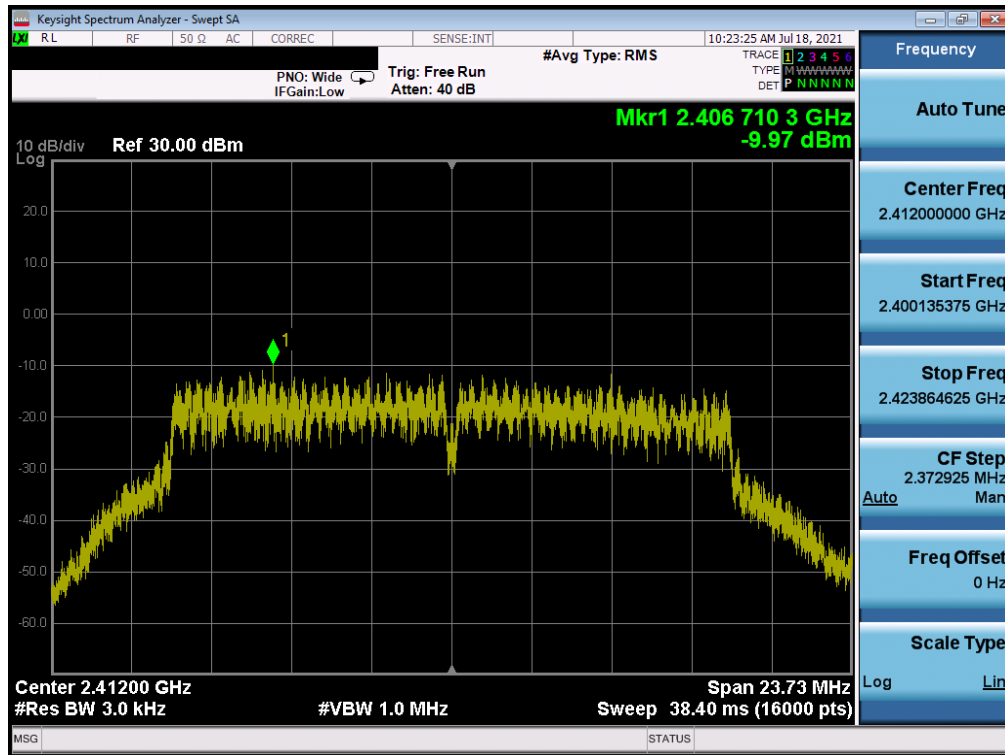 Keysight Spectrum Analyzer - Swept SA
LXI RL RF 50 Ω AC CORREC SENSE:INT 10:23:25 AM Jul 18, 2021
PNO: Wide
IFGain:Low
Trig: Free Run
Atten: 40 dB
#Avg Type: RMS
TRACE 1 2 3 4 5 6
TYPE M W W W W W
DET P N N N N N
Mkr1 2.406 710 3 GHz
-9.97 dBm
10 dB/div
Log
Ref 30.00 dBm
20.0
10.0
0.00
-10.0
-20.0
-30.0
-40.0
-50.0
-60.0
1
Center 2.41200 GHz
#Res BW 3.0 kHz
#VBW 1.0 MHz
Span 23.73 MHz
Sweep 38.40 ms (16000 pts)
MSG
STATUS
Frequency
Auto Tune
Center Freq
2.412000000 GHz
Start Freq
2.400135375 GHz
Stop Freq
2.423864625 GHz
CF Step
2.372925 MHz
Auto Man
Freq Offset
0 Hz
Scale Type
Log Lin